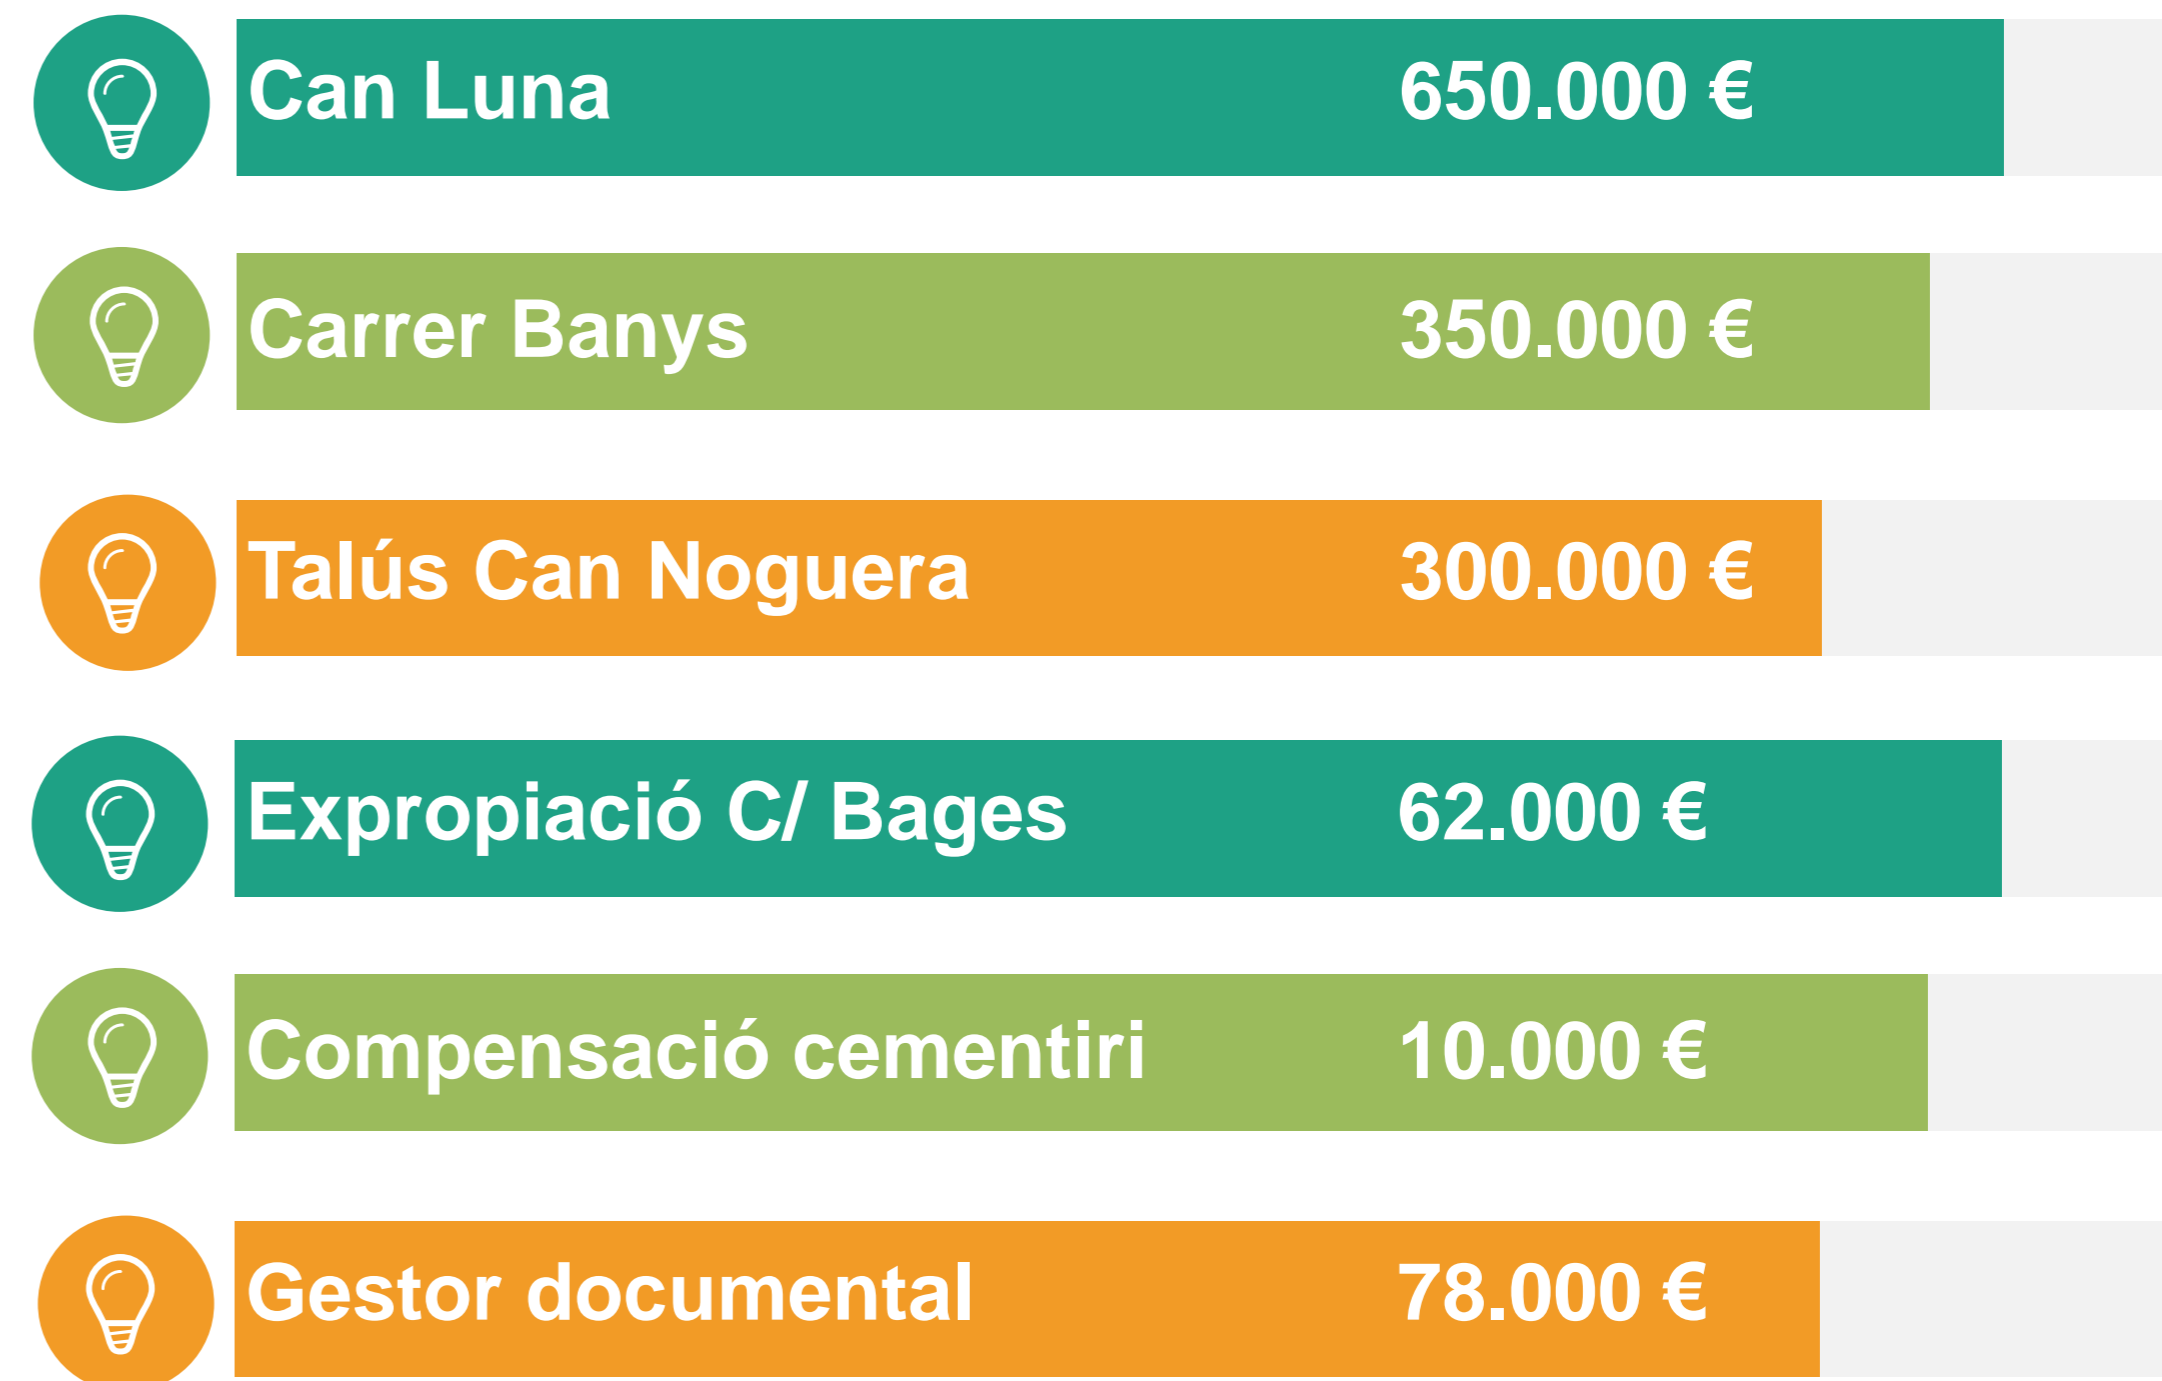 Can Luna 650.000 €
Carrer Banys 350.000 €
Talús Can Noguera 300.000 €
Expropiació C/ Bages 62.000 €
Compensació cementiri 10.000 €
Gestor documental 78.000 €